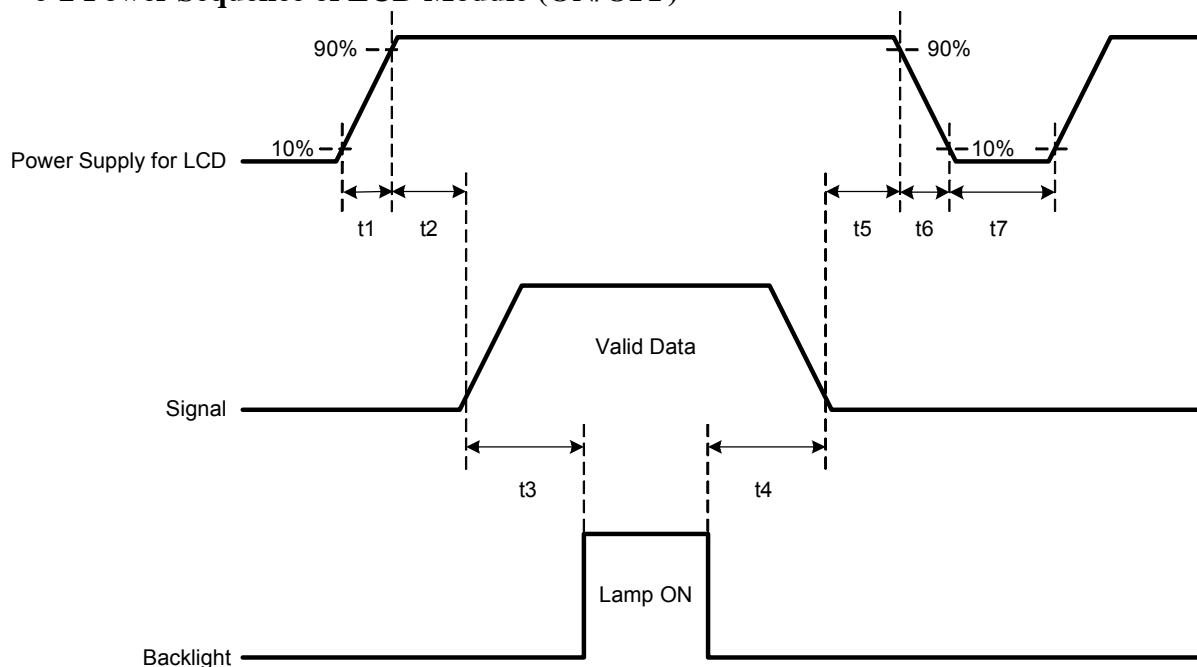 90%
90%
10%
10%
Power Supply for LCD
t1
t2
t5
t6
t7
Valid Data
Signal
t3
t4
Lamp ON
Backlight